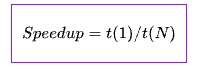 Speedup = t(1)/t(N)